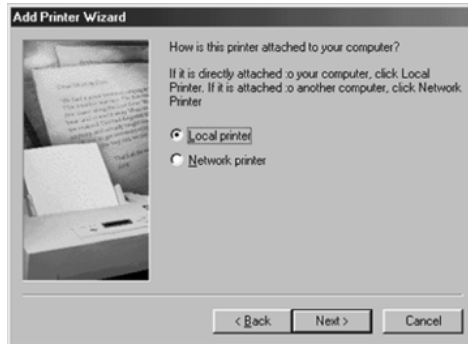 Add Printer Wizard
How is this printer attached to your computer?
If it is directly attached :o your computer, click Local
Printer. If it is attached :o another computer, click Network
Printer
Local printer
Network printer
< Back
Next >
Cancel